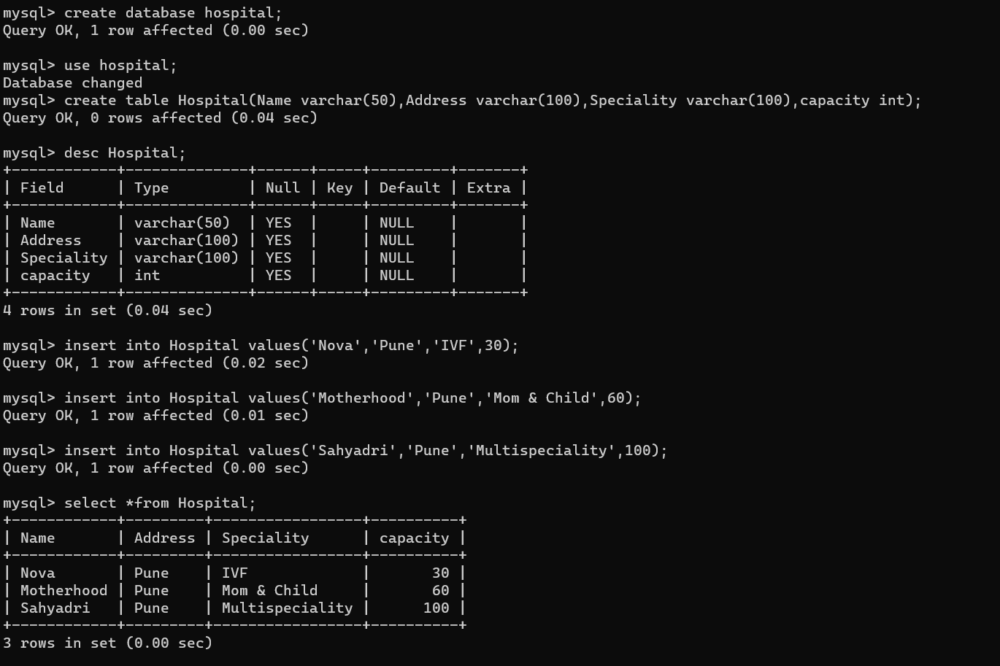 mysql> create database hospital;
Query OK, 1 row affected (0.00 sec)

mysql> use hospital;
Database changed
mysql> create table Hospital(Name varchar(50),Address varchar(100),Speciality varchar(100),capacity int);
Query OK, 0 rows affected (0.04 sec)

mysql> desc Hospital;
+------------+--------------+------+-----+---------+-------+
| Field      | Type         | Null | Key | Default | Extra |
+------------+--------------+------+-----+---------+-------+
| Name       | varchar(50)  | YES  |     | NULL    |       |
| Address    | varchar(100) | YES  |     | NULL    |       |
| Speciality | varchar(100) | YES  |     | NULL    |       |
| capacity   | int          | YES  |     | NULL    |       |
+------------+--------------+------+-----+---------+-------+
4 rows in set (0.04 sec)

mysql> insert into Hospital values('Nova','Pune','IVF',30);
Query OK, 1 row affected (0.02 sec)

mysql> insert into Hospital values('Motherhood','Pune','Mom & Child',60);
Query OK, 1 row affected (0.01 sec)

mysql> insert into Hospital values('Sahyadri','Pune','Multispeciality',100);
Query OK, 1 row affected (0.00 sec)

mysql> select *from Hospital;
+------------+---------+-----------------+----------+
| Name       | Address | Speciality      | capacity |
+------------+---------+-----------------+----------+
| Nova       | Pune    | IVF             |       30 |
| Motherhood | Pune    | Mom & Child     |       60 |
| Sahyadri   | Pune    | Multispeciality |      100 |
+------------+---------+-----------------+----------+
3 rows in set (0.00 sec)